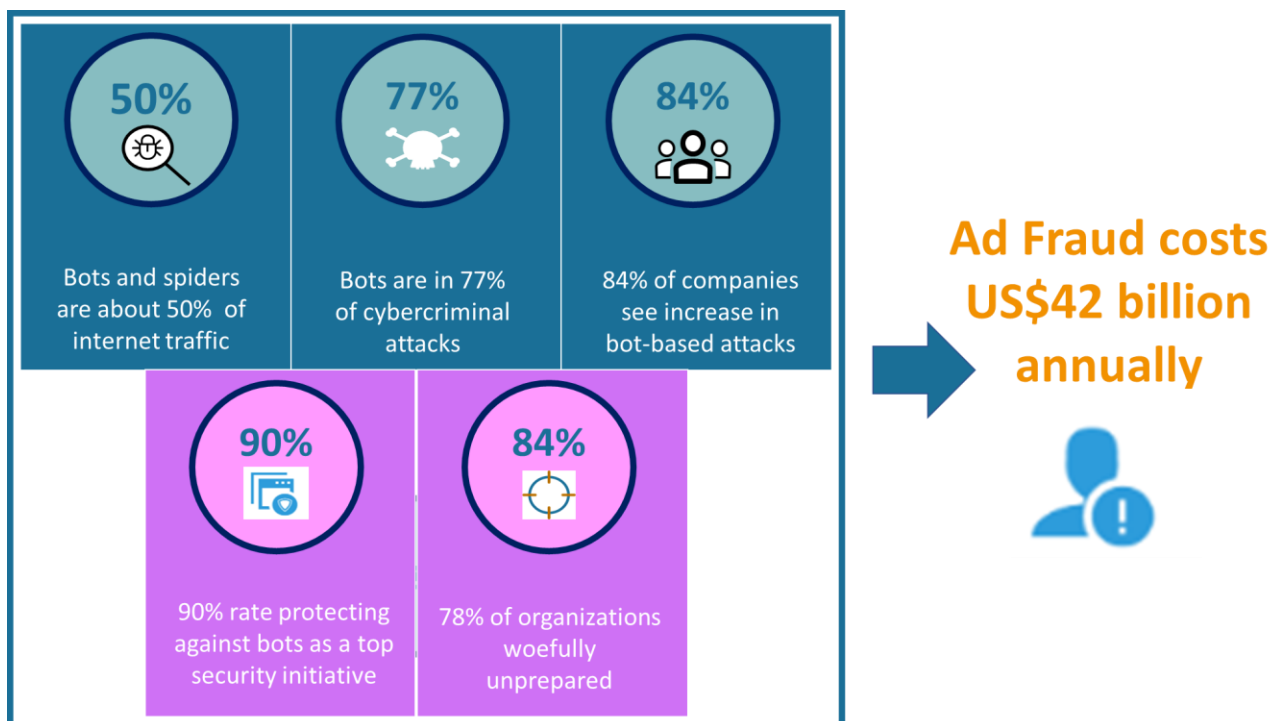 50%
77%
84%
Bots and spiders
are about 50% of
internet traffic
Bots are in 77%
of cybercriminal
attacks
84% of companies
see increase in
bot-based attacks
90%
84%
90% rate protecting
against bots as a top
security initiative
78% of organizations
woefully
unprepared
Ad Fraud costs
US$42 billion
annually